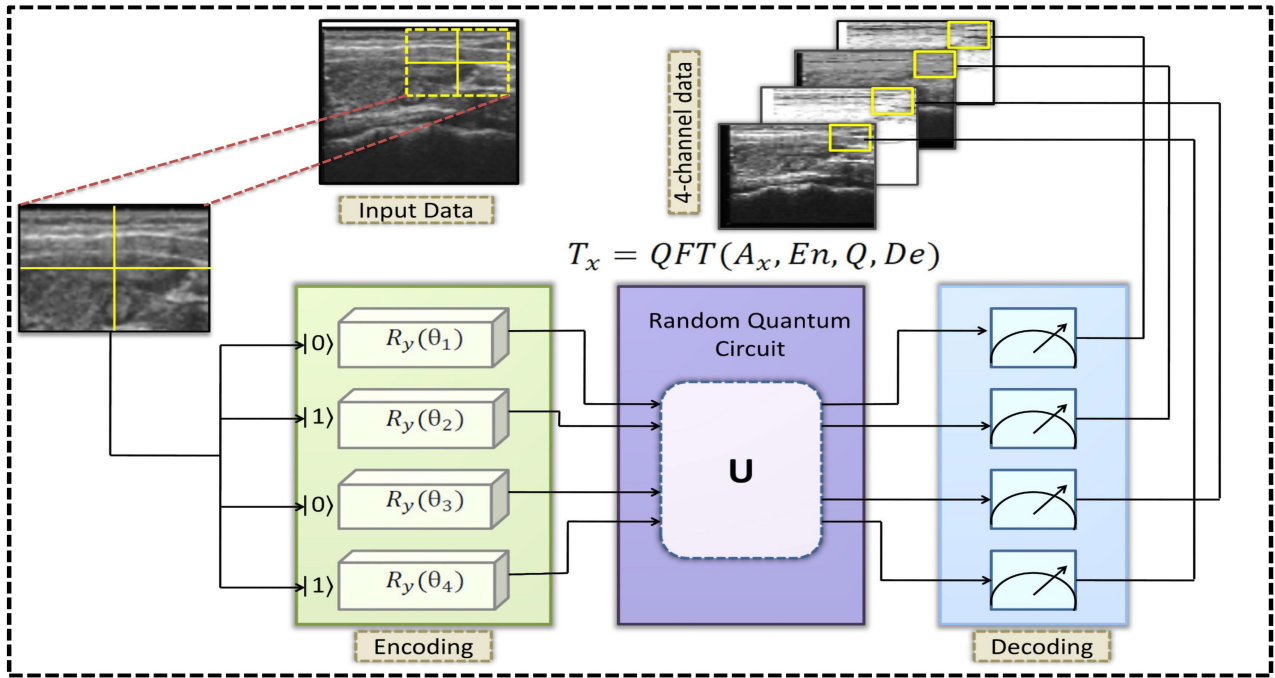 Input Data
4-channel data
T_x = QFT(A_x, En, Q, De)
|0⟩ R_y(θ_1)
|1⟩ R_y(θ_2)
|0⟩ R_y(θ_3)
|1⟩ R_y(θ_4)
Encoding
Random Quantum
Circuit
U
Decoding